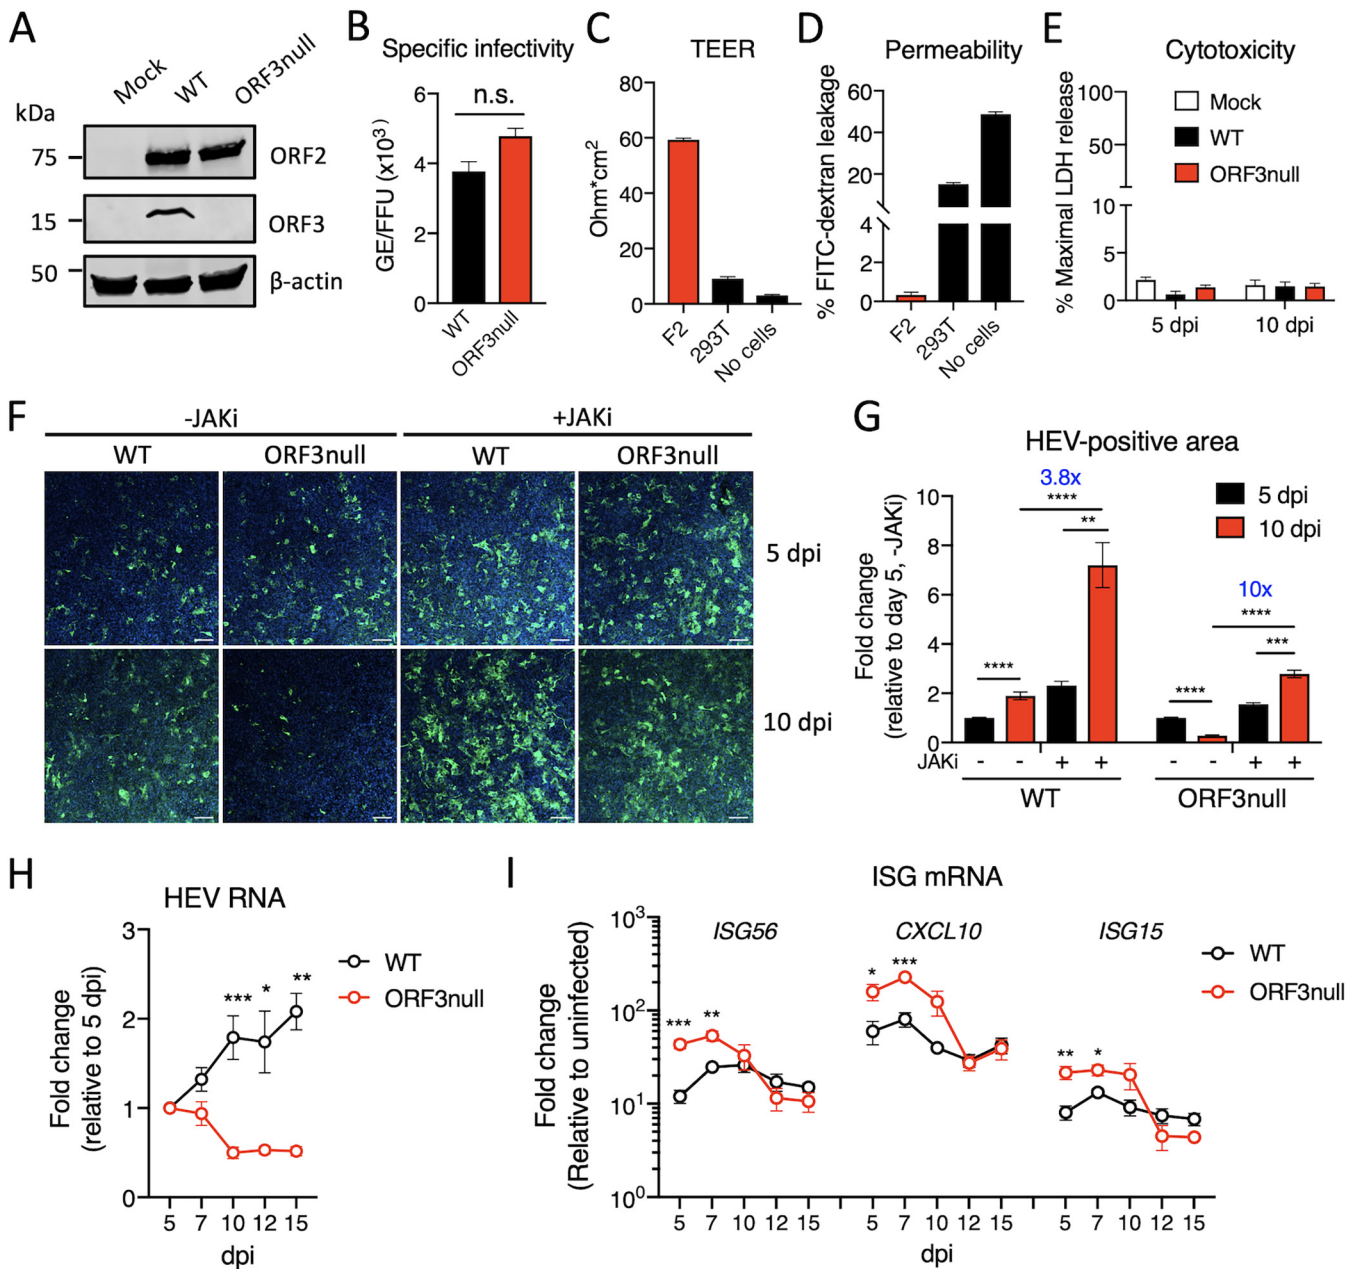 A
Mock
WT
ORF3null
kDa
75
ORF2
15
ORF3
50
β-actin
B
Specific infectivity
n.s.
GE/FFU (x10³)
6
4
2
0
WT
ORF3null
C
TEER
Ohm*cm2
80
60
40
20
0
F2
293T
No cells
D
Permeability
% FITC-dextran leakage
60
40
20
4
2
0
F2
293T
No cells
E
Cytotoxicity
% Maximal LDH release
100
50
10
5
0
Mock
WT
ORF3null
5 dpi
10 dpi
F
-JAKi
+JAKi
WT
ORF3null
WT
ORF3null
5 dpi
10 dpi
G
HEV-positive area
Fold change
(relative to day 5, -JAKi)
10
8
6
4
2
0
5 dpi
10 dpi
3.8x
****
**
****
10x
****
***
****
JAKi - - + + - - + +
WT
ORF3null
H
HEV RNA
Fold change
(relative to 5 dpi)
3
2
1
0
*** * **
WT
ORF3null
5 7 10 12 15
dpi
I
ISG mRNA
Fold change
(Relative to uninfected)
10³
10²
10¹
10⁰
ISG56
CXCL10
ISG15
*** **
* ***
** *
WT
ORF3null
5 7 10 12 15
5 7 10 12 15
5 7 10 12 15
dpi